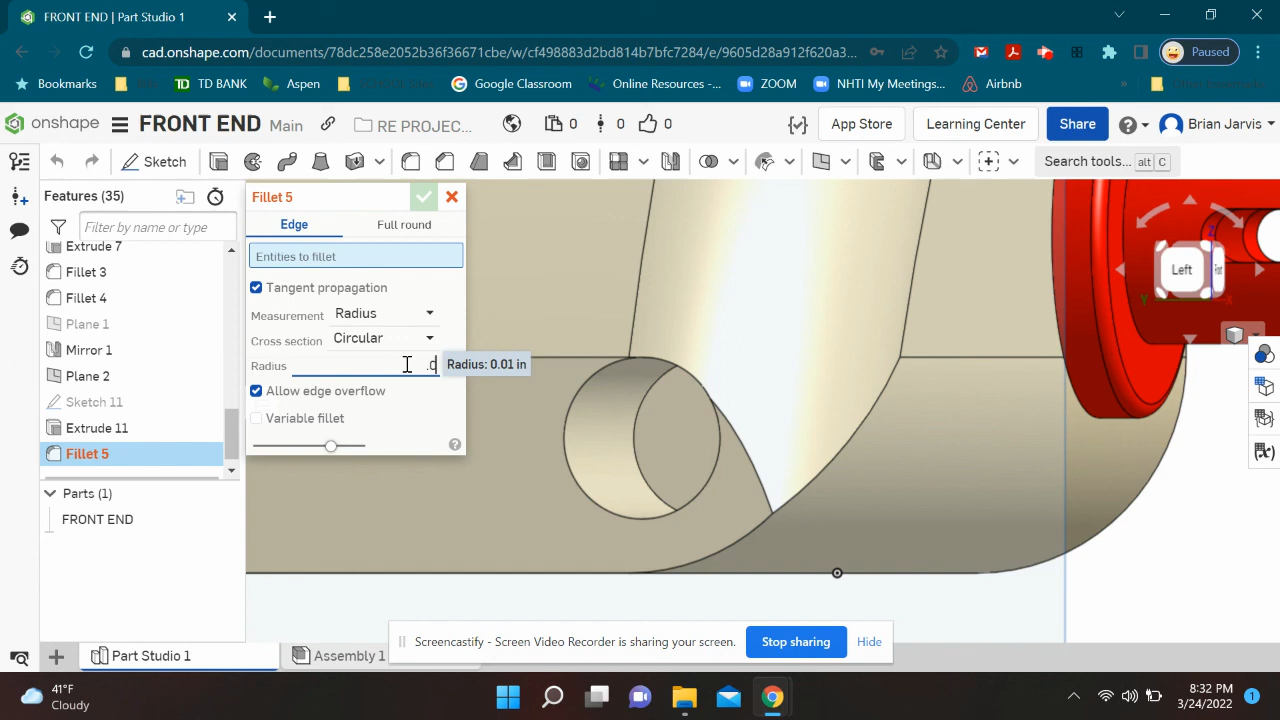 FRONT END | Part Studio 1
cad.onshape.com/documents/78dc258e2052b36f36671cbe/w/cf498883d2bd814b7bfc7284/e/9605d28a912f620a3...
Paused
Bookmarks
TD BANK
Aspen
Google Classroom
Online Resources -...
ZOOM
NHTI My Meetings...
Airbnb
onshape
FRONT END Main
RE PROJEC...
0
0
0
App Store
Learning Center
Share
Brian Jarvis
Sketch
Search tools... alt C
Features (35)
Filter by name or type
Extrude 7
Fillet 3
Fillet 4
Plane 1
Mirror 1
Plane 2
Sketch 11
Extrude 11
Fillet 5
Parts (1)
FRONT END
Fillet 5
Edge
Full round
Entities to fillet
Tangent propagation
Measurement Radius
Cross section Circular
Radius .0
Radius: 0.01 in
Allow edge overflow
Variable fillet
Z
Left
Y
X
Screencastify - Screen Video Recorder is sharing your screen.
Stop sharing
Hide
Part Studio 1
Assembly 1
41°F
Cloudy
8:32 PM
3/24/2022
1